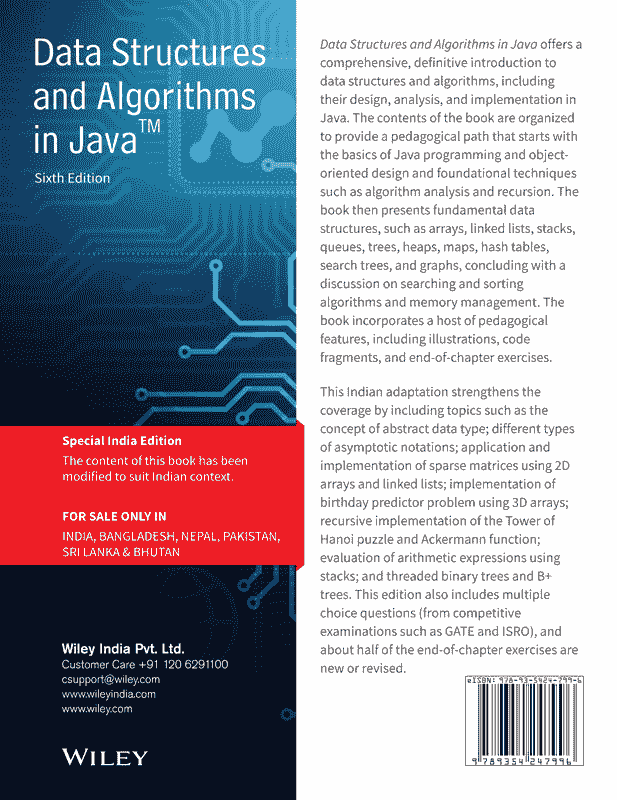 Data Structures
and Algorithms
in Java™
Sixth Edition
Special India Edition
The content of this book has been
modified to suit Indian context.
FOR SALE ONLY IN
INDIA, BANGLADESH, NEPAL, PAKISTAN,
SRI LANKA & BHUTAN
Wiley India Pvt. Ltd.
Customer Care +91 120 6291100
csupport@wiley.com
www.wileyindia.com
www.wiley.com
WILEY
Data Structures and Algorithms in Java offers a
comprehensive, definitive introduction to
data structures and algorithms, including
their design, analysis, and implementation in
Java. The contents of the book are organized
to provide a pedagogical path that starts with
the basics of Java programming and object-
oriented design and foundational techniques
such as algorithm analysis and recursion. The
book then presents fundamental data
structures, such as arrays, linked lists, stacks,
queues, trees, heaps, maps, hash tables,
search trees, and graphs, concluding with a
discussion on searching and sorting
algorithms and memory management. The
book incorporates a host of pedagogical
features, including illustrations, code
fragments, and end-of-chapter exercises.
This Indian adaptation strengthens the
coverage by including topics such as the
concept of abstract data type; different types
of asymptotic notations; application and
implementation of sparse matrices using 2D
arrays and linked lists; implementation of
birthday predictor problem using 3D arrays;
recursive implementation of the Tower of
Hanoi puzzle and Ackermann function;
evaluation of arithmetic expressions using
stacks; and threaded binary trees and B+
trees. This edition also includes multiple
choice questions (from competitive
examinations such as GATE and ISRO), and
about half of the end-of-chapter exercises are
new or revised.
eISBN: 978-93-5424-799-6
9 789354 247996